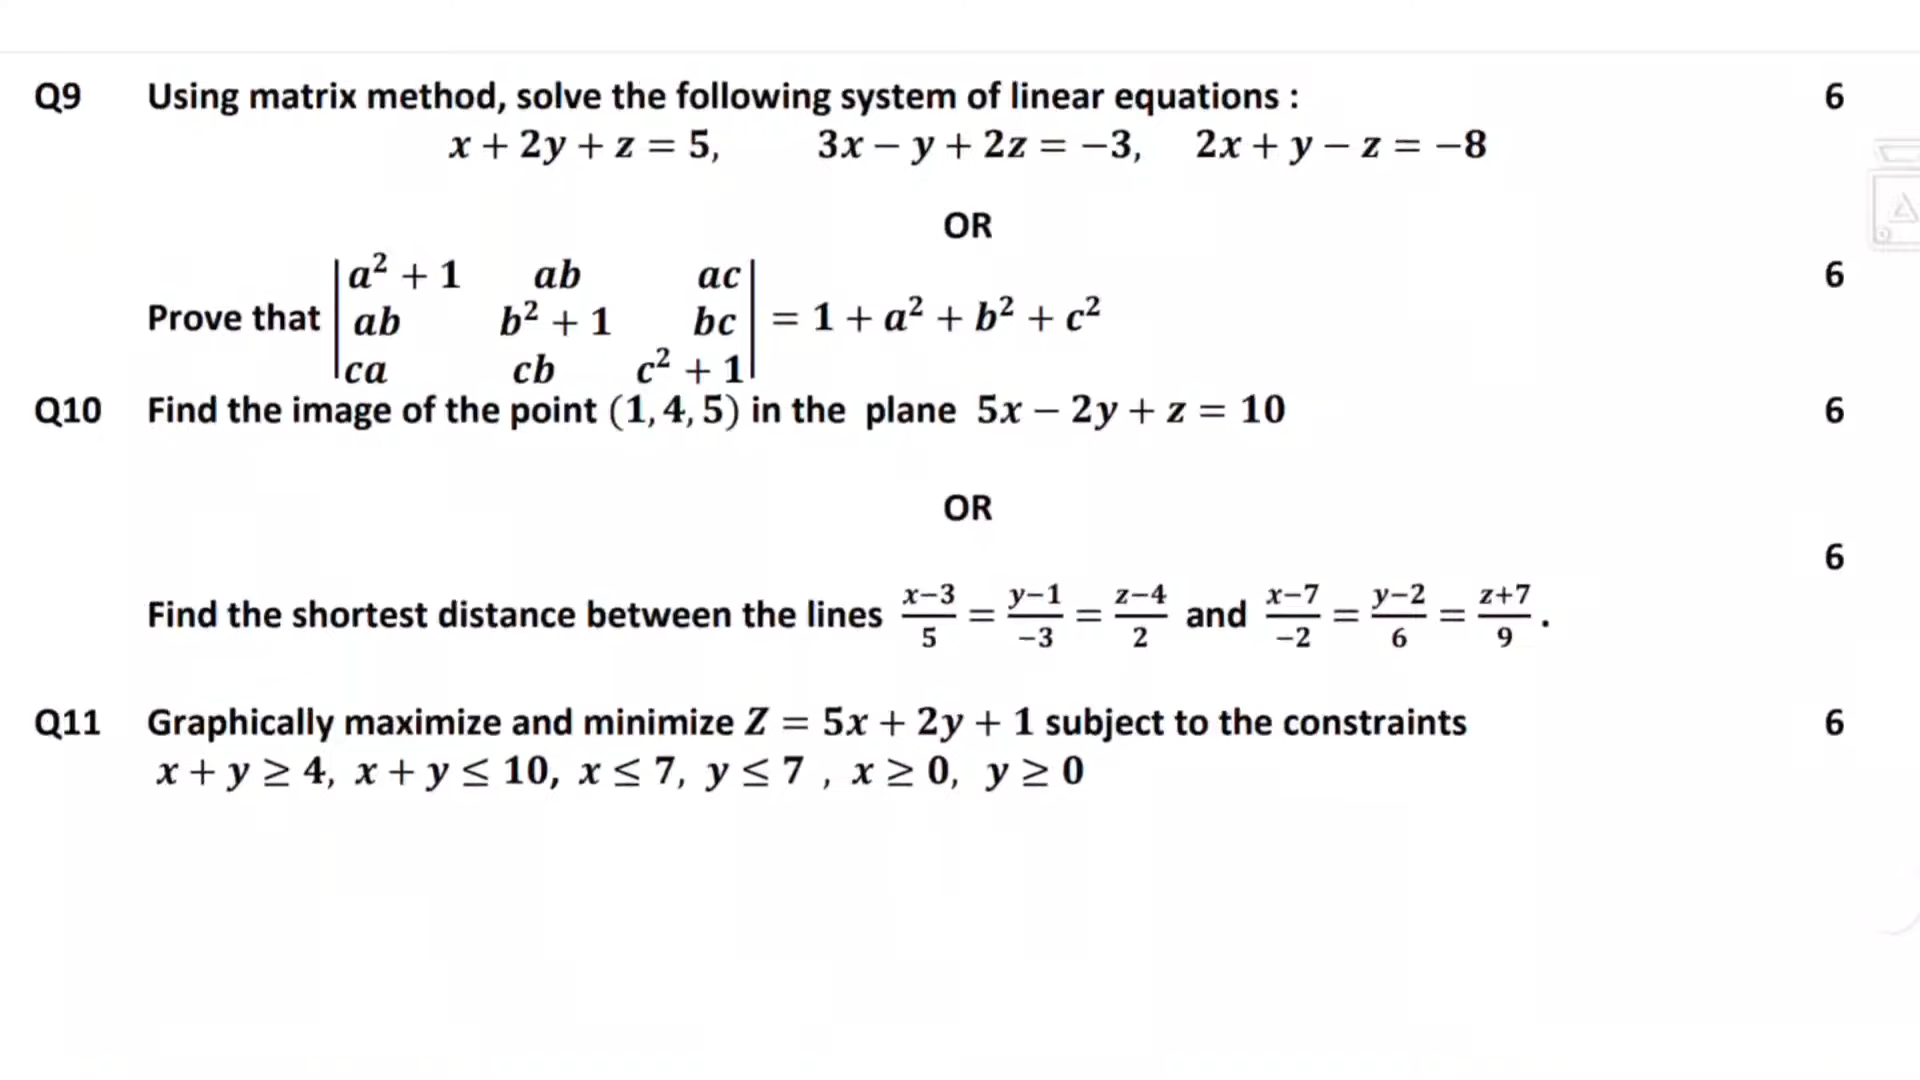 Q9 Using matrix method, solve the following system of linear equations : 6
x + 2y + z = 5, 3x − y + 2z = −3, 2x + y − z = −8
OR
6
Prove that |a² + 1 ab ac|
|ab b² + 1 bc| = 1 + a² + b² + c²
|ca cb c² + 1|
Q10 Find the image of the point (1, 4, 5) in the plane 5x − 2y + z = 10 6
OR
6
Find the shortest distance between the lines (x−3)/5 = (y−1)/−3 = (z−4)/2 and (x−7)/−2 = (y−2)/6 = (z+7)/9 .
Q11 Graphically maximize and minimize Z = 5x + 2y + 1 subject to the constraints 6
x + y ≥ 4, x + y ≤ 10, x ≤ 7, y ≤ 7 , x ≥ 0, y ≥ 0